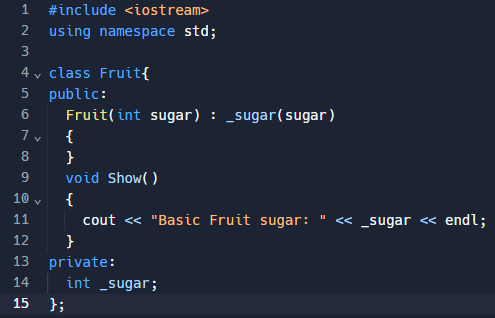 1 #include <iostream>
2 using namespace std;
3
4 class Fruit{
5 public:
6   Fruit(int sugar) : _sugar(sugar)
7   {
8   }
9   void Show()
10   {
11     cout << "Basic Fruit sugar: " << _sugar << endl;
12   }
13 private:
14   int _sugar;
15 };